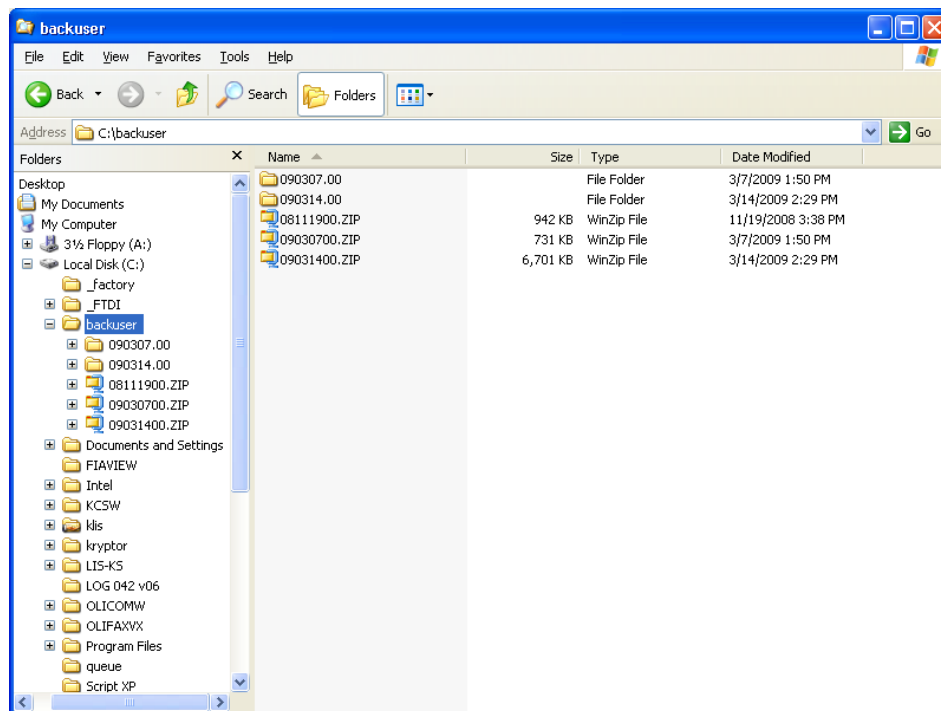 backuser
File Edit View Favorites Tools Help
Back Search Folders
Address C:\backuser Go
Folders Name Size Type Date Modified
Desktop
My Documents
My Computer
3½ Floppy (A:)
Local Disk (C:)
_factory
_FTDI
backuser
090307.00
090314.00
08111900.ZIP
09030700.ZIP
09031400.ZIP
Documents and Settings
FIAVIEW
Intel
KCSW
klis
kryptor
LIS-KS
LOG 042 v06
OLICOMW
OLIFAXVX
Program Files
queue
Script XP
090307.00 File Folder 3/7/2009 1:50 PM
090314.00 File Folder 3/14/2009 2:29 PM
08111900.ZIP 942 KB WinZip File 11/19/2008 3:38 PM
09030700.ZIP 731 KB WinZip File 3/7/2009 1:50 PM
09031400.ZIP 6,701 KB WinZip File 3/14/2009 2:29 PM